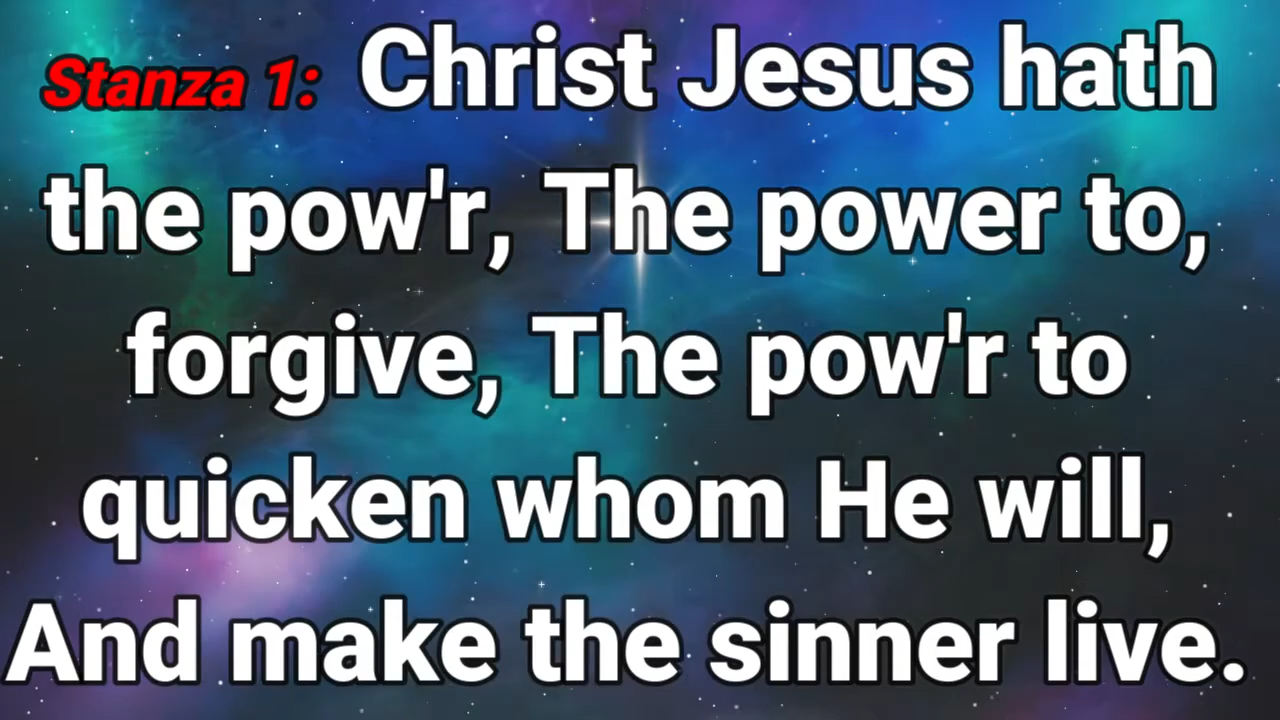 Stanza 1: Christ Jesus hath
the pow'r, The power to,
forgive, The pow'r to
quicken whom He will,
And make the sinner live.